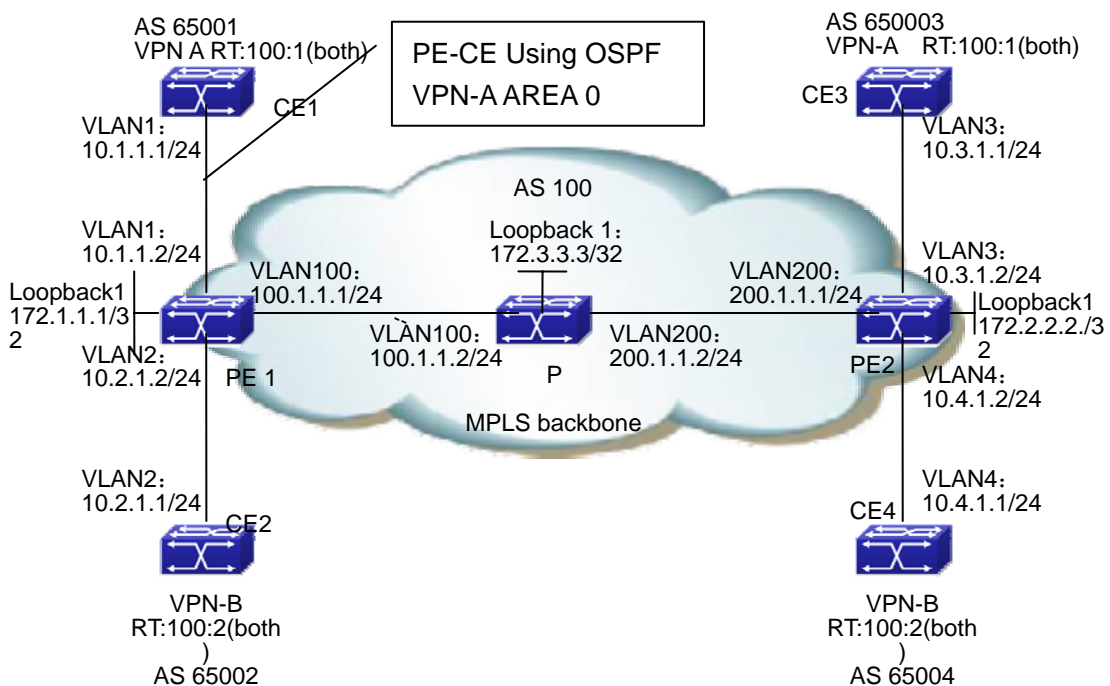 AS 65001
VPN A RT:100:1(both)
CE1
VLAN1：
10.1.1.1/24
PE-CE Using OSPF
VPN-A AREA 0
AS 650003
VPN-A RT:100:1(both)
CE3
VLAN3：
10.3.1.1/24
AS 100
Loopback 1：
172.3.3.3/32
VLAN1：
10.1.1.2/24
VLAN100：
100.1.1.1/24
VLAN200：
200.1.1.1/24
VLAN3：
10.3.1.2/24
Loopback1
172.1.1.1/3
2
Loopback1
172.2.2.2./3
2
VLAN100：
100.1.1.2/24
VLAN200：
200.1.1.2/24
VLAN2：
10.2.1.2/24
PE 1
P
PE2
VLAN4：
10.4.1.2/24
MPLS backbone
VLAN2：
10.2.1.1/24
CE2
CE4
VLAN4：
10.4.1.1/24
VPN-B
RT:100:2(both
)
AS 65002
VPN-B
RT:100:2(both
)
AS 65004